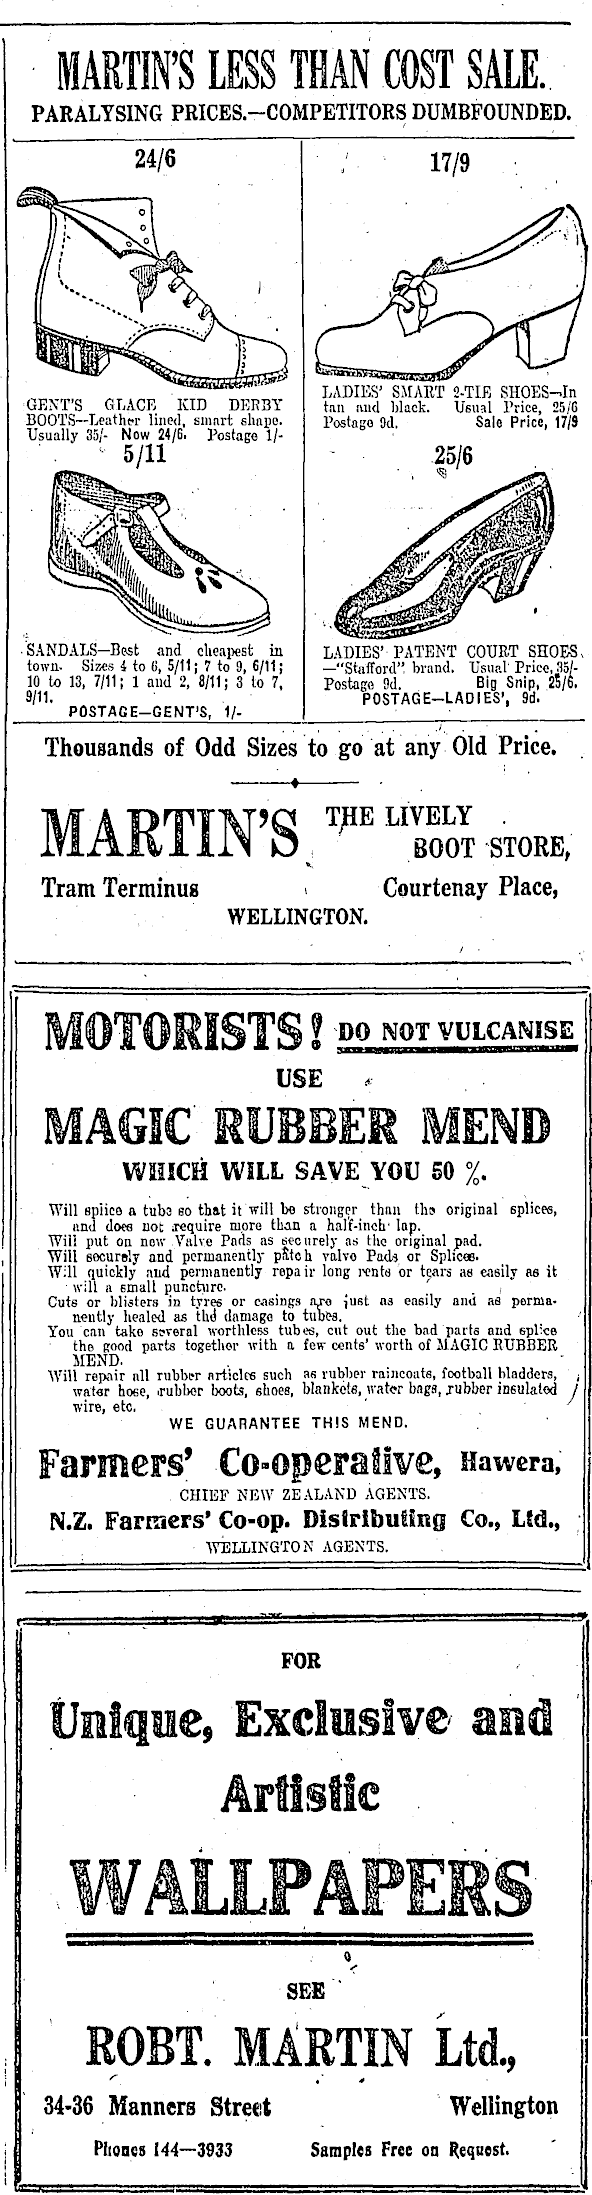 MARTIN'S LESS THAN COST SALE.
PARALYSING PRICES.—COMPETITORS DUMBFOUNDED.
24/6
GENT'S GLACE KID DERBY
BOOTS—Leather lined, smart shape.
Usually 35/- Now 24/6. Postage 1/-
17/9
LADIES' SMART 2-TIE SHOES—In
tan and black. Usual Price, 25/6
Postage 9d. Sale Price, 17/9
5/11
SANDALS—Best and cheapest in
town. Sizes 4 to 6, 5/11; 7 to 9, 6/11;
10 to 13, 7/11; 1 and 2, 8/11; 3 to 7,
9/11.
POSTAGE—GENT'S, 1/-
25/6
LADIES' PATENT COURT SHOES
—"Stafford" brand. Usual Price, 35/-
Postage 9d. Big Snip, 25/6.
POSTAGE—LADIES', 9d.
Thousands of Odd Sizes to go at any Old Price.
MARTIN'S THE LIVELY
BOOT STORE,
Tram Terminus Courtenay Place,
WELLINGTON.
MOTORISTS! DO NOT VULCANISE
USE
MAGIC RUBBER MEND
WHICH WILL SAVE YOU 50 %.
Will splice a tube so that it will be stronger than the original splices,
and does not require more than a half-inch lap.
Will put on new Valve Pads as securely as the original pad.
Will securely and permanently patch valve Pads or Splices.
Will quickly and permanently repair long rents or tears as easily as it
will a small puncture.
Cuts or blisters in tyres or casings are just as easily and as perma-
nently healed as the damage to tubes.
You can take several worthless tubes, cut out the bad parts and splice
the good parts together with a few cents' worth of MAGIC RUBBER
MEND.
Will repair all rubber articles such as rubber raincoats, football bladders,
water hose, rubber boots, shoes, blankets, water bags, rubber insulated
wire, etc.
WE GUARANTEE THIS MEND.
Farmers' Co-operative, Hawera,
CHIEF NEW ZEALAND AGENTS.
N.Z. Farmers' Co-op. Distributing Co., Ltd.,
WELLINGTON AGENTS.
FOR
Unique, Exclusive and
Artistic
WALLPAPERS
SEE
ROBT. MARTIN Ltd.,
34-36 Manners Street Wellington
Phones 144—3933 Samples Free on Request.